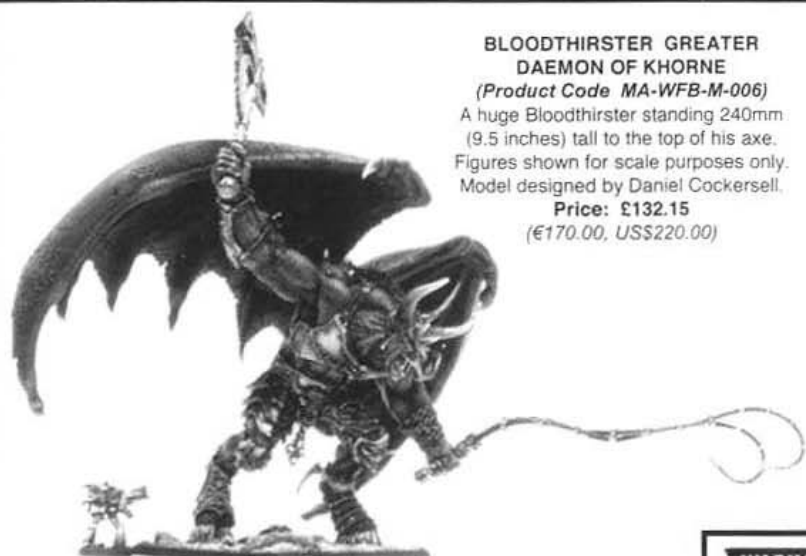 BLOODTHIRSTER GREATER
DAEMON OF KHORNE
(Product Code MA-WFB-M-006)
A huge Bloodthirster standing 240mm
(9.5 inches) tall to the top of his axe.
Figures shown for scale purposes only.
Model designed by Daniel Cockersell.
Price: £132.15
(€170.00, US$220.00)